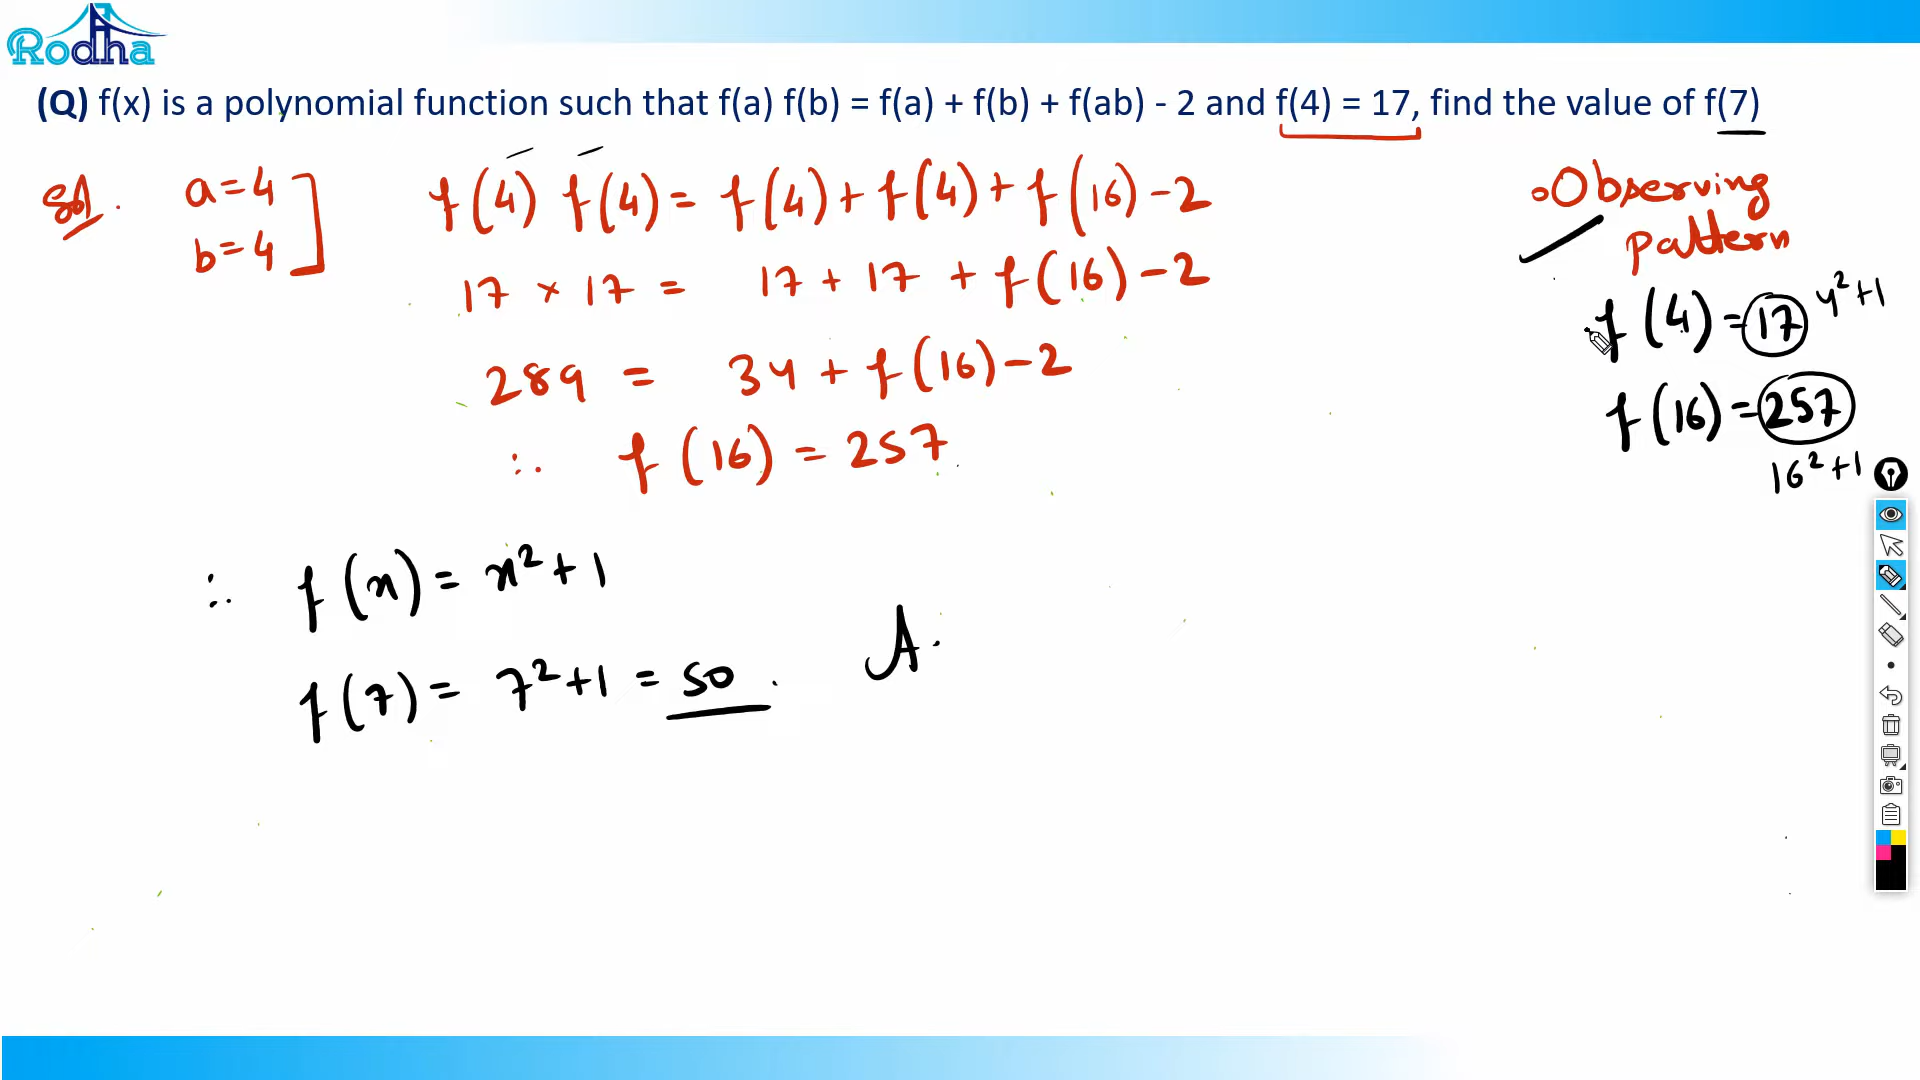 Rodha
(Q) f(x) is a polynomial function such that f(a) f(b) = f(a) + f(b) + f(ab) - 2 and f(4) = 17, find the value of f(7)
Sol. a=4
b=4
f(4) f(4) = f(4) + f(4) + f(16) - 2
17 × 17 = 17 + 17 + f(16) - 2
289 = 34 + f(16) - 2
∴ f(16) = 257
∴ f(x) = x² + 1
f(7) = 7² + 1 = 50. A.
Observing
pattern
f(4) = 17 4²+1
f(16) = 257
16²+1